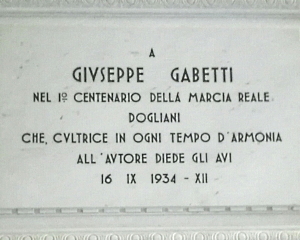 A
GIVSEPPE GABETTI
NEL 1º CENTENARIO DELLA MARCIA REALE
DOGLIANI
CHE, CVLTRICE IN OGNI TEMPO D'ARMONIA
ALL'AVTORE DIEDE GLI AVI
16 IX 1934 - XII